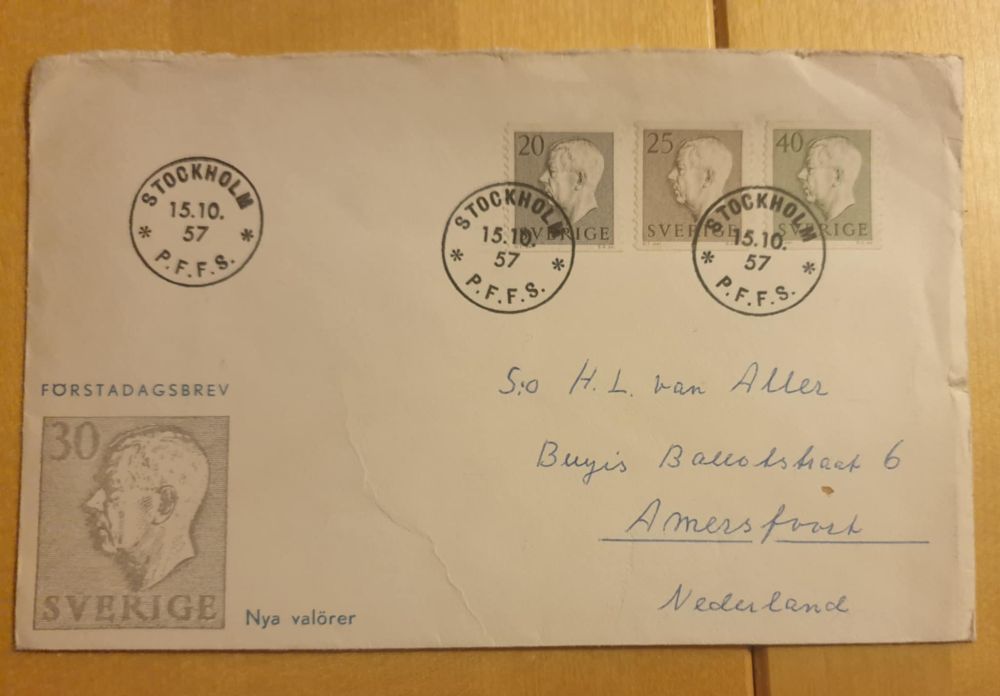 STOCKHOLM
15.10.
57
* P.F.F.S. *
20
SVERIGE
25
SVERIGE
40
SVERIGE
STOCKHOLM
15.10.
57
* P.F.F.S. *
STOCKHOLM
15.10.
57
* P.F.F.S. *
S:o H. L. van Aller
Buyis Ballotstraat 6
Amersfoort
Nederland
FÖRSTADAGSBREV
30
SVERIGE
Nya valörer